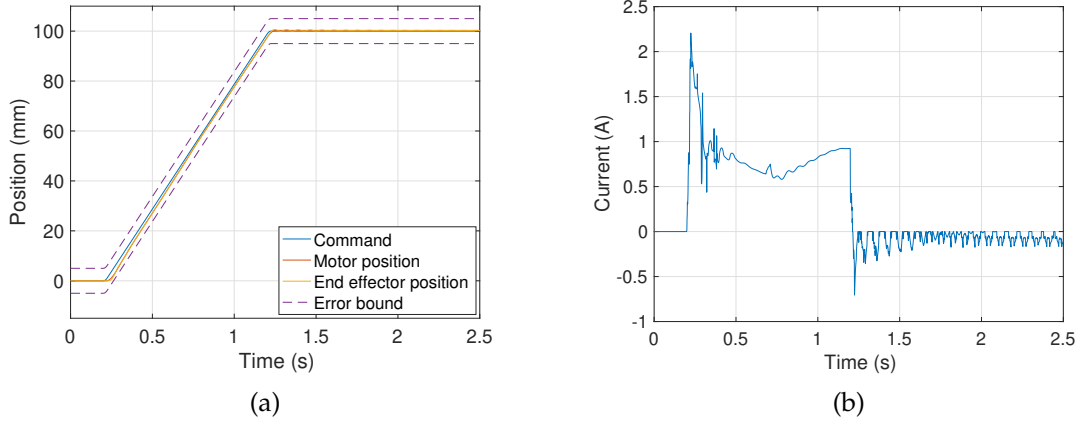 100
80
60
40
20
0
Position (mm)
0
0.5
1
1.5
2
2.5
Time (s)
Command
Motor position
End effector position
Error bound
(a)
2.5
2
1.5
1
0.5
0
-0.5
-1
Current (A)
0
0.5
1
1.5
2
2.5
Time (s)
(b)